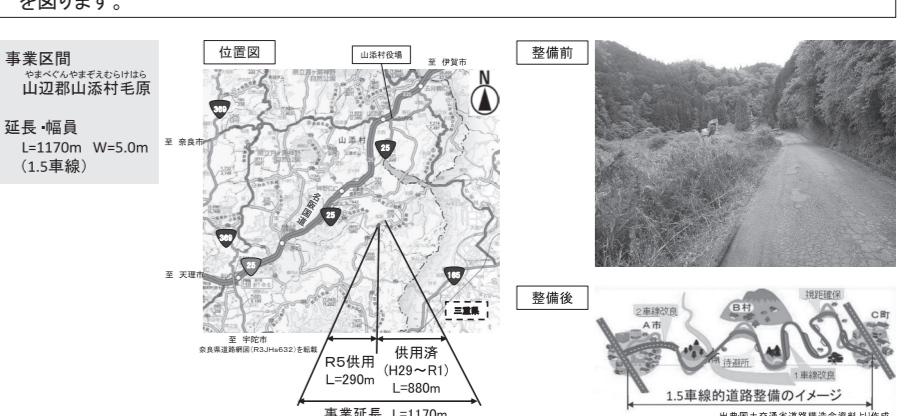 を図ります。
事業区間
やまべぐんやまぞえむらけはら
山辺郡山添村毛原
延長・幅員
L=1170m W=5.0m
(1.5車線)
位置図
山添村役場
至 伊賀市
N
369
至 奈良市
山添村
25
名阪国道
25
369
25
至 天理市
165
三重県
至 宇陀市
奈良県道路網図(R3JHs632)を転載
R5供用
L=290m
供用済
(H29～R1)
L=880m
事業延長 L=1170m
整備前
整備後
2車線改良
A市
B村
視距確保
C町
待避所
1車線改良
1.5車線的道路整備のイメージ
出典国土交通省道路構造令資料より作成